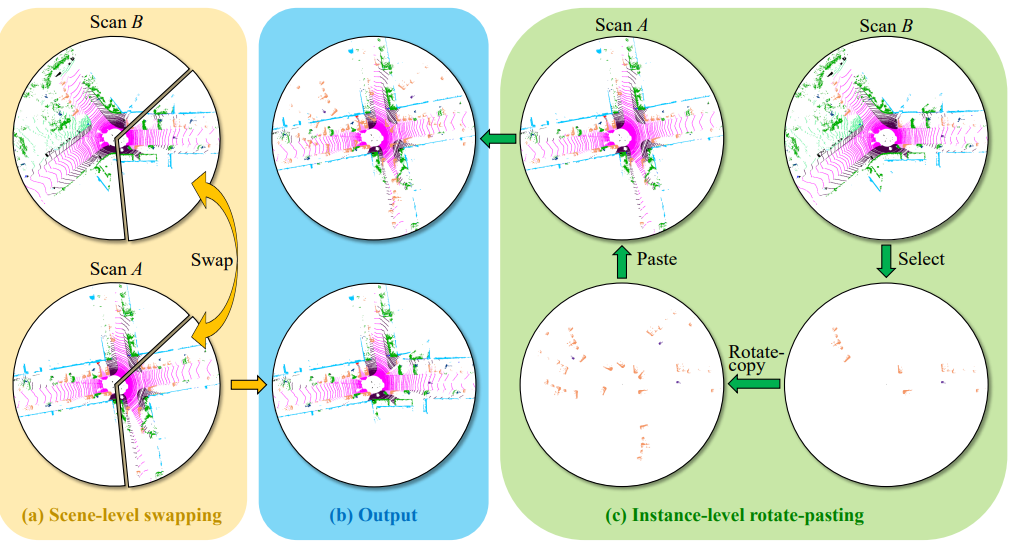 Scan B
Scan A
Swap
(a) Scene-level swapping
(b) Output
Scan A
Scan B
Paste
Select
Rotate-
copy
(c) Instance-level rotate-pasting